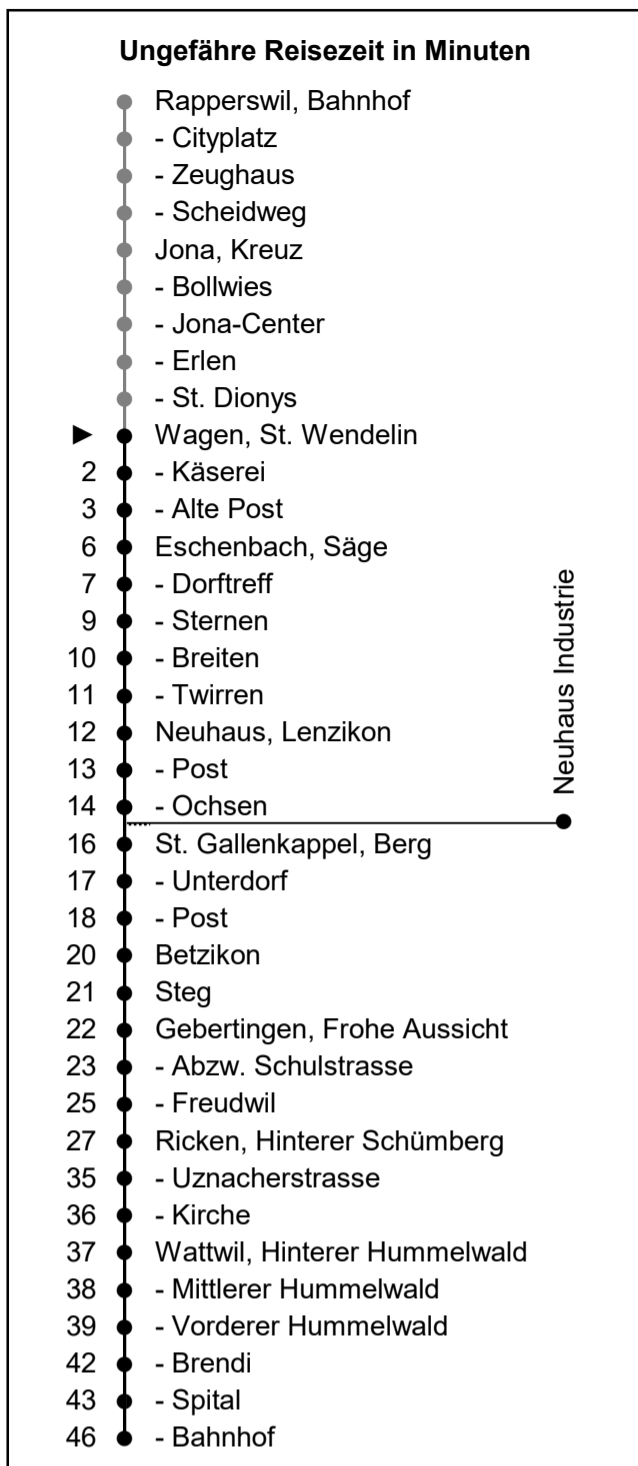 Ungefähre Reisezeit in Minuten
Rapperswil, Bahnhof
- Cityplatz
- Zeughaus
- Scheidweg
Jona, Kreuz
- Bollwies
- Jona-Center
- Erlen
- St. Dionys
Wagen, St. Wendelin
2 - Käserei
3 - Alte Post
6 Eschenbach, Säge
7 - Dorftreff
9 - Sternen
10 - Breiten
11 - Twirren
12 Neuhaus, Lenzikon
13 - Post
14 - Ochsen
Neuhaus Industrie
16 St. Gallenkappel, Berg
17 - Unterdorf
18 - Post
20 Betzikon
21 Steg
22 Gebertingen, Frohe Aussicht
23 - Abzw. Schulstrasse
25 - Freudwil
27 Ricken, Hinterer Schümberg
35 - Uznacherstrasse
36 - Kirche
37 Wattwil, Hinterer Hummelwald
38 - Mittlerer Hummelwald
39 - Vorderer Hummelwald
42 - Brendi
43 - Spital
46 - Bahnhof